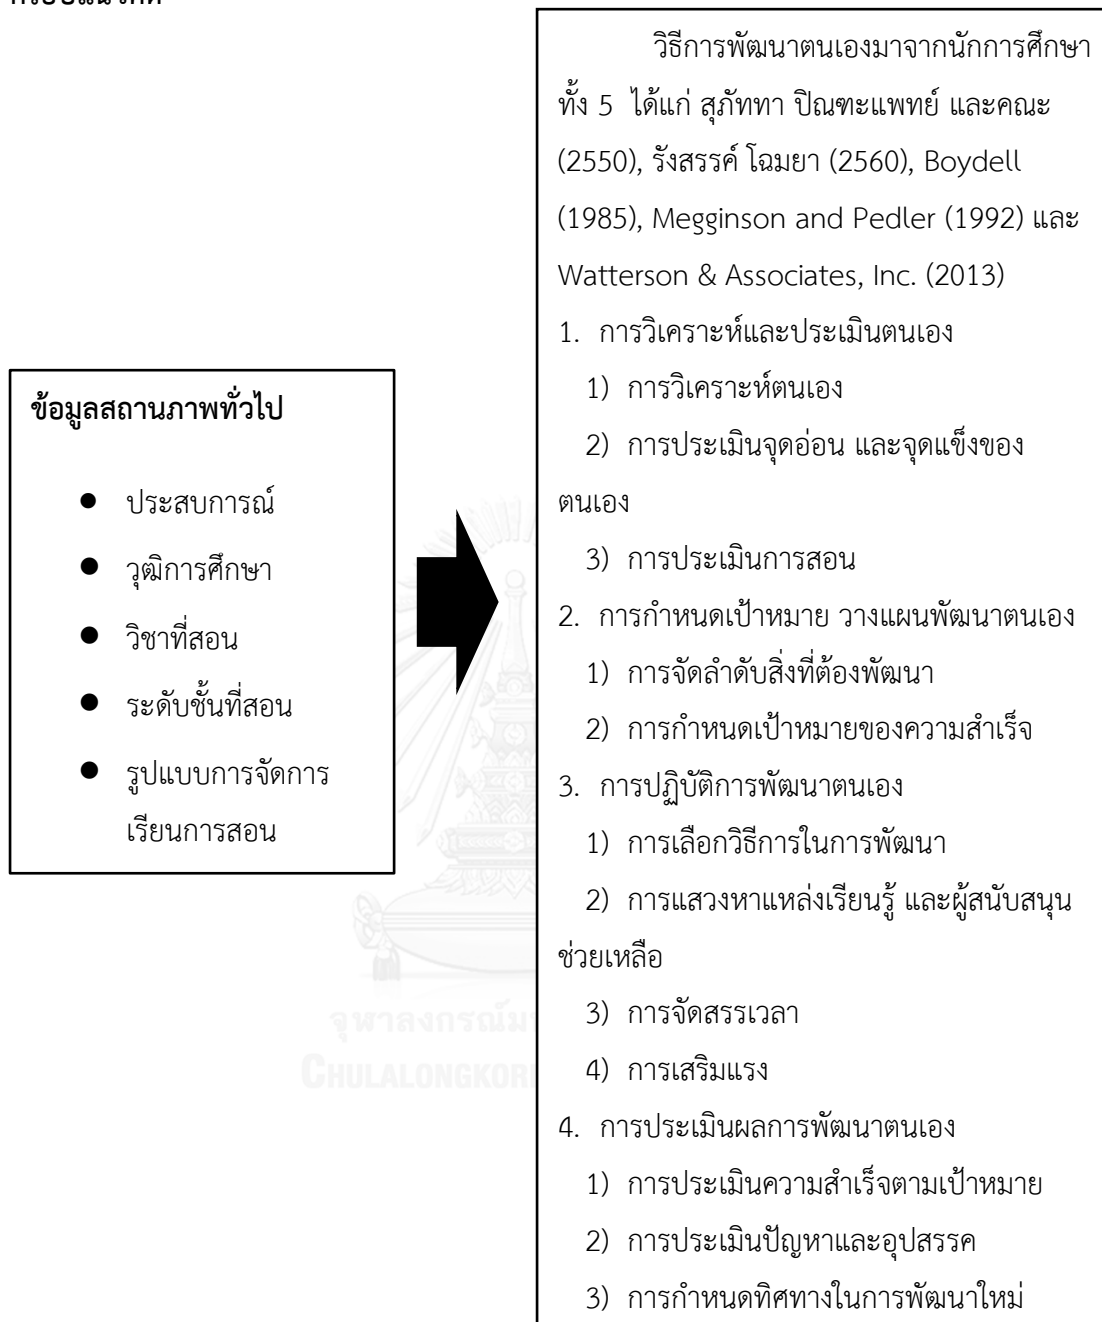 ข้อมูลสถานภาพทั่วไป
● ประสบการณ์
● วุฒิการศึกษา
● วิชาที่สอน
● ระดับชั้นที่สอน
● รูปแบบการจัดการ
เรียนการสอน
วิธีการพัฒนาตนเองมาจากนักการศึกษา
ทั้ง 5 ได้แก่ สุภัททา ปิณฑะแพทย์ และคณะ
(2550), รังสรรค์ โฉมยา (2560), Boydell
(1985), Megginson and Pedler (1992) และ
Watterson & Associates, Inc. (2013)
1. การวิเคราะห์และประเมินตนเอง
1) การวิเคราะห์ตนเอง
2) การประเมินจุดอ่อน และจุดแข็งของ
ตนเอง
3) การประเมินการสอน
2. การกำหนดเป้าหมาย วางแผนพัฒนาตนเอง
1) การจัดลำดับสิ่งที่ต้องพัฒนา
2) การกำหนดเป้าหมายของความสำเร็จ
3. การปฏิบัติการพัฒนาตนเอง
1) การเลือกวิธีการในการพัฒนา
2) การแสวงหาแหล่งเรียนรู้ และผู้สนับสนุน
ช่วยเหลือ
3) การจัดสรรเวลา
4) การเสริมแรง
4. การประเมินผลการพัฒนาตนเอง
1) การประเมินความสำเร็จตามเป้าหมาย
2) การประเมินปัญหาและอุปสรรค
3) การกำหนดทิศทางในการพัฒนาใหม่
จุฬาลงกรณ์ม
CHULALONGKOR